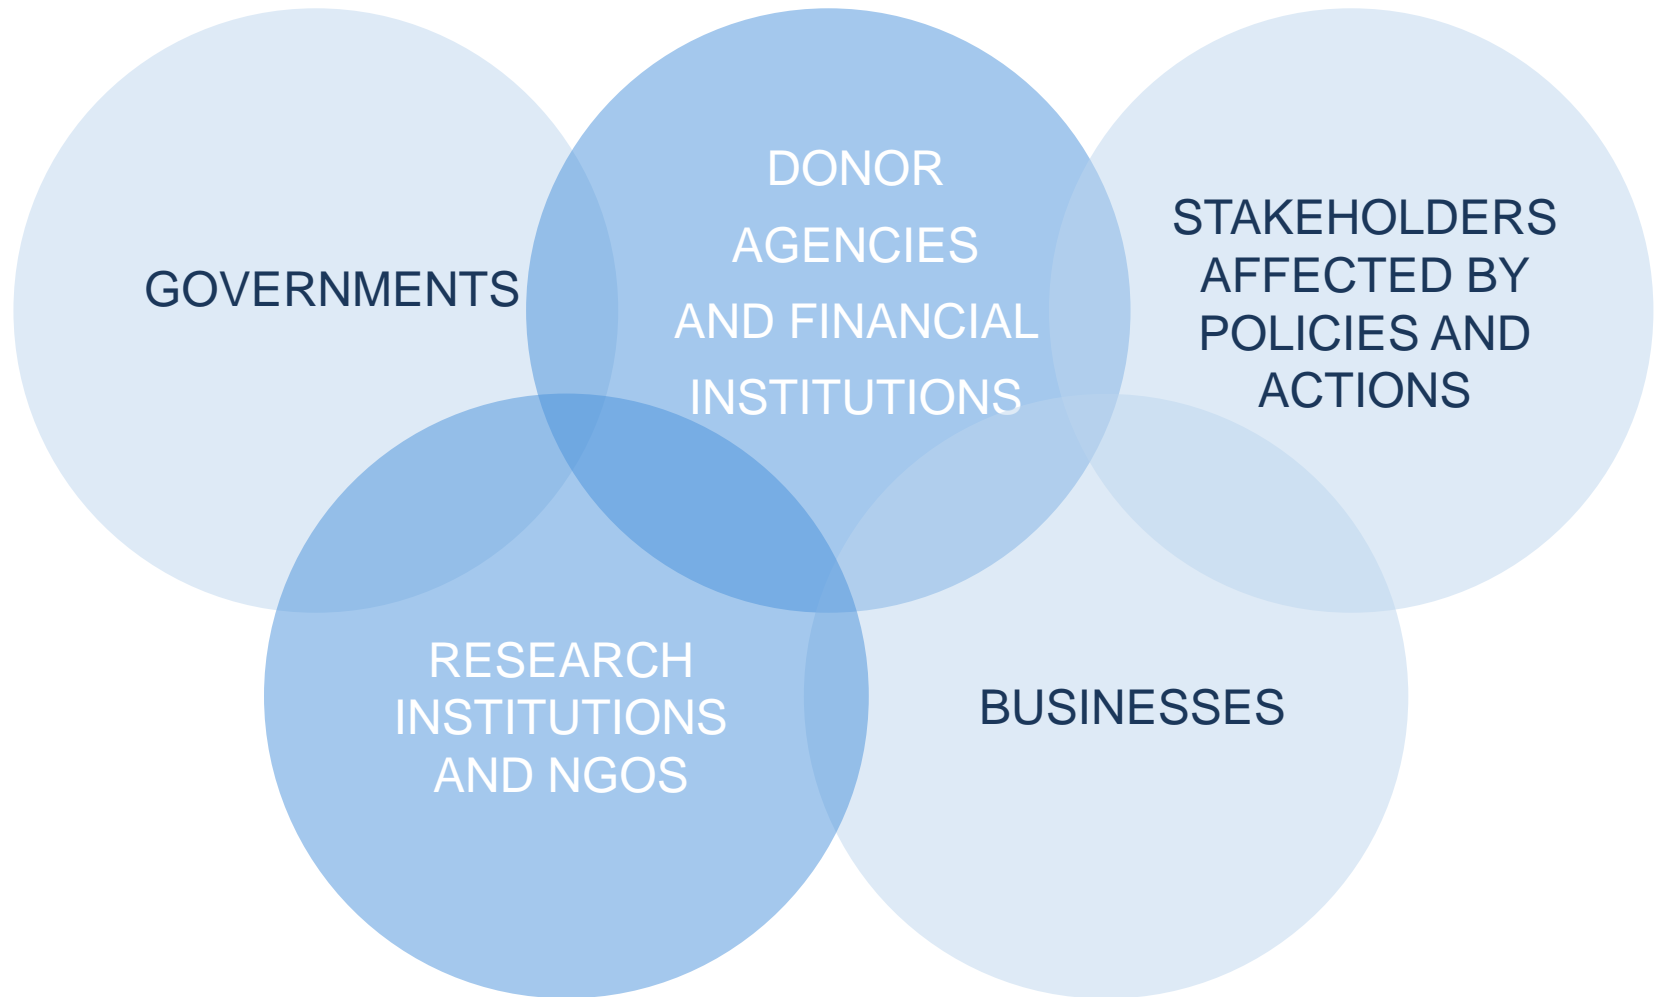 GOVERNMENTS
DONOR
AGENCIES
AND FINANCIAL
INSTITUTIONS
STAKEHOLDERS
AFFECTED BY
POLICIES AND
ACTIONS
RESEARCH
INSTITUTIONS
AND NGOS
BUSINESSES